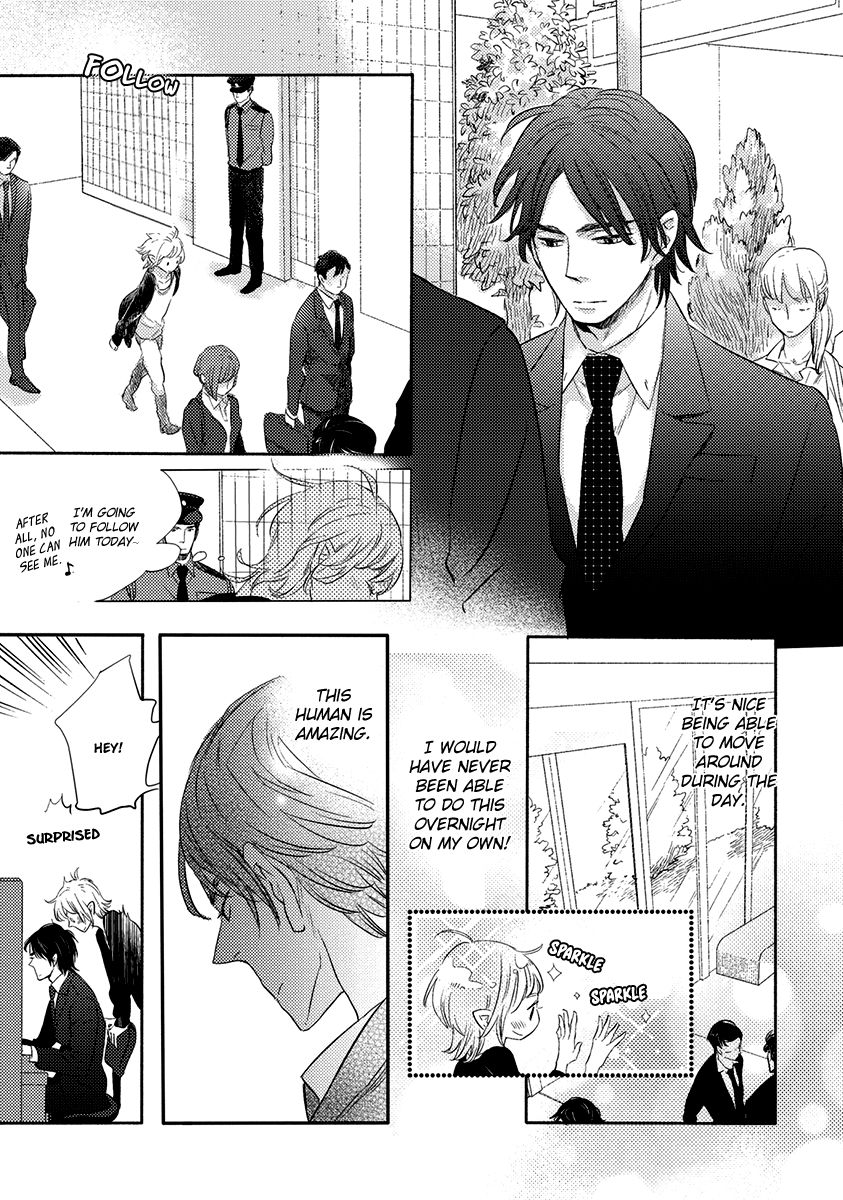 FOLLOW
I'M GOING
TO FOLLOW
HIM TODAY~
AFTER
ALL, NO
ONE CAN
SEE ME.
♪
IT'S NICE
BEING ABLE
TO MOVE
AROUND
DURING THE
DAY.
I WOULD
HAVE NEVER
BEEN ABLE
TO DO THIS
OVERNIGHT
ON MY OWN!
SPARKLE
SPARKLE
THIS
HUMAN IS
AMAZING.
HEY!
SURPRISED